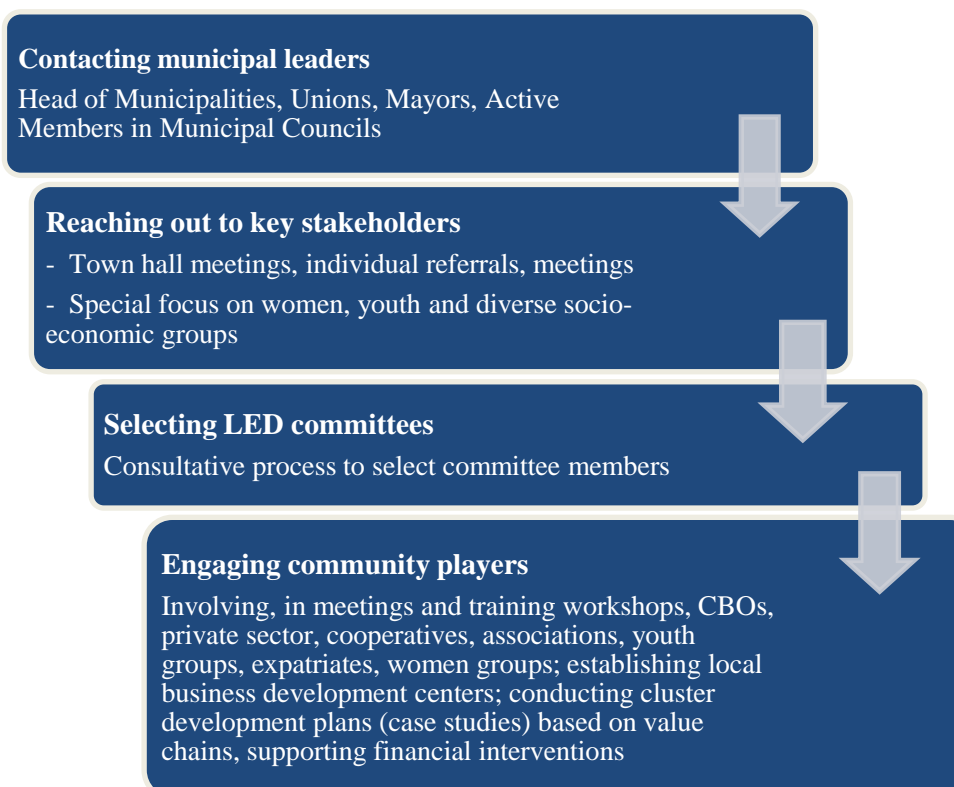 Contacting municipal leaders
Head of Municipalities, Unions, Mayors, Active
Members in Municipal Councils
Reaching out to key stakeholders
- Town hall meetings, individual referrals, meetings
- Special focus on women, youth and diverse socio-
economic groups
Selecting LED committees
Consultative process to select committee members
Engaging community players
Involving, in meetings and training workshops, CBOs,
private sector, cooperatives, associations, youth
groups, expatriates, women groups; establishing local
business development centers; conducting cluster
development plans (case studies) based on value
chains, supporting financial interventions